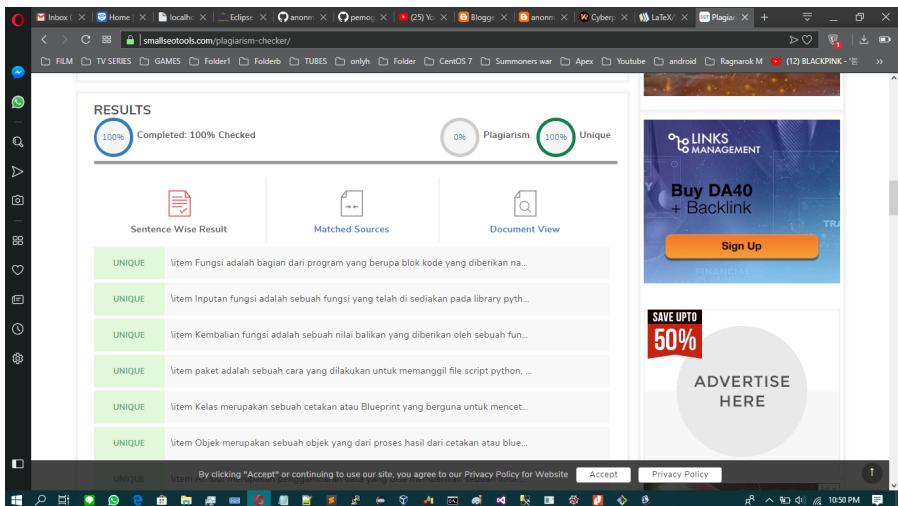 Inbox (
Home |
localho
Eclipse
anonm
pemog
(25) Yo
Blogge
anonm
Cyberp
LaTeX/
Plagiar
smallseotools.com/plagiarism-checker/
FILM
TV SERIES
GAMES
Folder1
Folderb
TUBES
onlyh
Folder
CentOS 7
Summoners war
Apex
Youtube
android
Ragnarok M
(12) BLACKPINK - '
RESULTS
100%
Completed: 100% Checked
0%
Plagiarism
100%
Unique
Sentence Wise Result
Matched Sources
Document View
UNIQUE \item Fungsi adalah bagian dari program yang berupa blok kode yang diberikan na...
UNIQUE \item Inputan fungsi adalah sebuah fungsi yang telah di sediakan pada library pyth...
UNIQUE \item Kembalian fungsi adalah sebuah nilai balikan yang diberikan oleh sebuah fun...
UNIQUE \item paket adalah sebuah cara yang dilakukan untuk memanggil file script python, ...
UNIQUE \item Kelas merupakan sebuah cetakan atau Blueprint yang berguna untuk mencet...
UNIQUE \item Objek merupakan sebuah objek yang dari proses hasil dari cetakan atau blue...
UNIQUE
By clicking "Accept" or continuing to use our site, you agree to our Privacy Policy for Website
Accept
Privacy Policy
LINKS
MANAGEMENT
Buy DA40
+ Backlink
Sign Up
SAVE UPTO
50%
ADVERTISE
HERE
10:50 PM